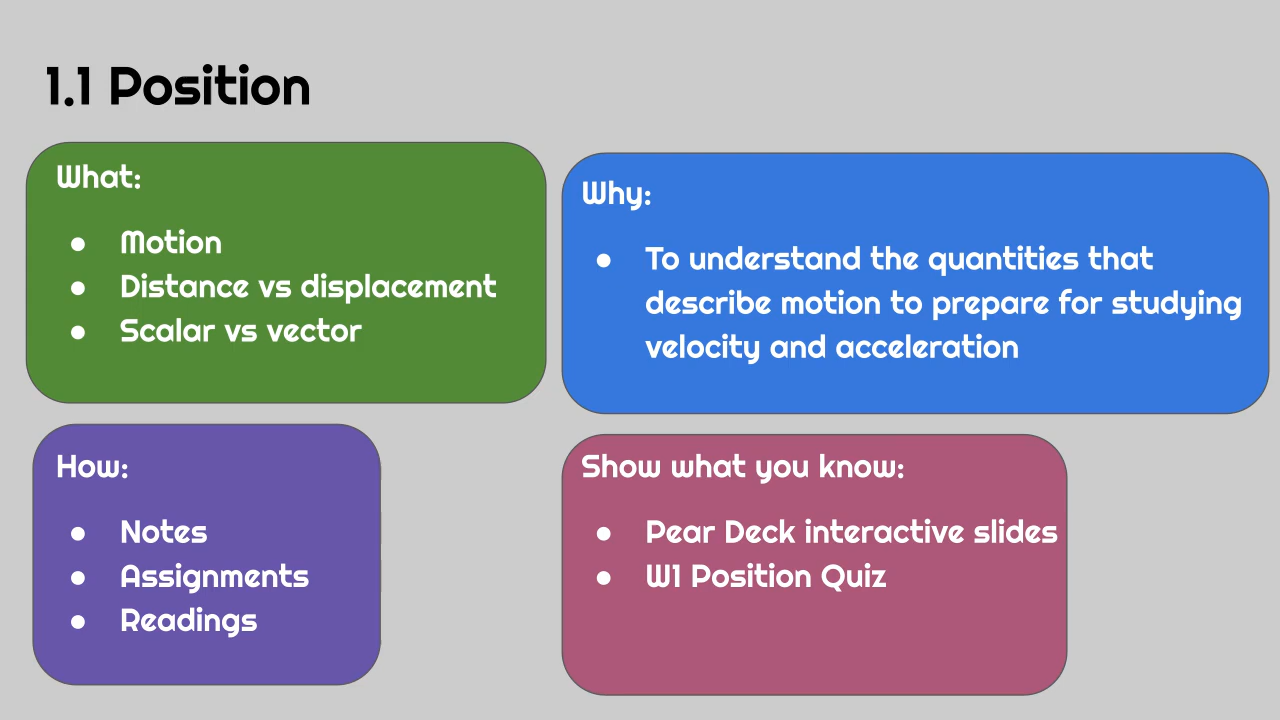 1.1 Position
What:
● Motion
● Distance vs displacement
● Scalar vs vector
Why:
● To understand the quantities that
describe motion to prepare for studying
velocity and acceleration
How:
● Notes
● Assignments
● Readings
Show what you know:
● Pear Deck interactive slides
● W1 Position Quiz